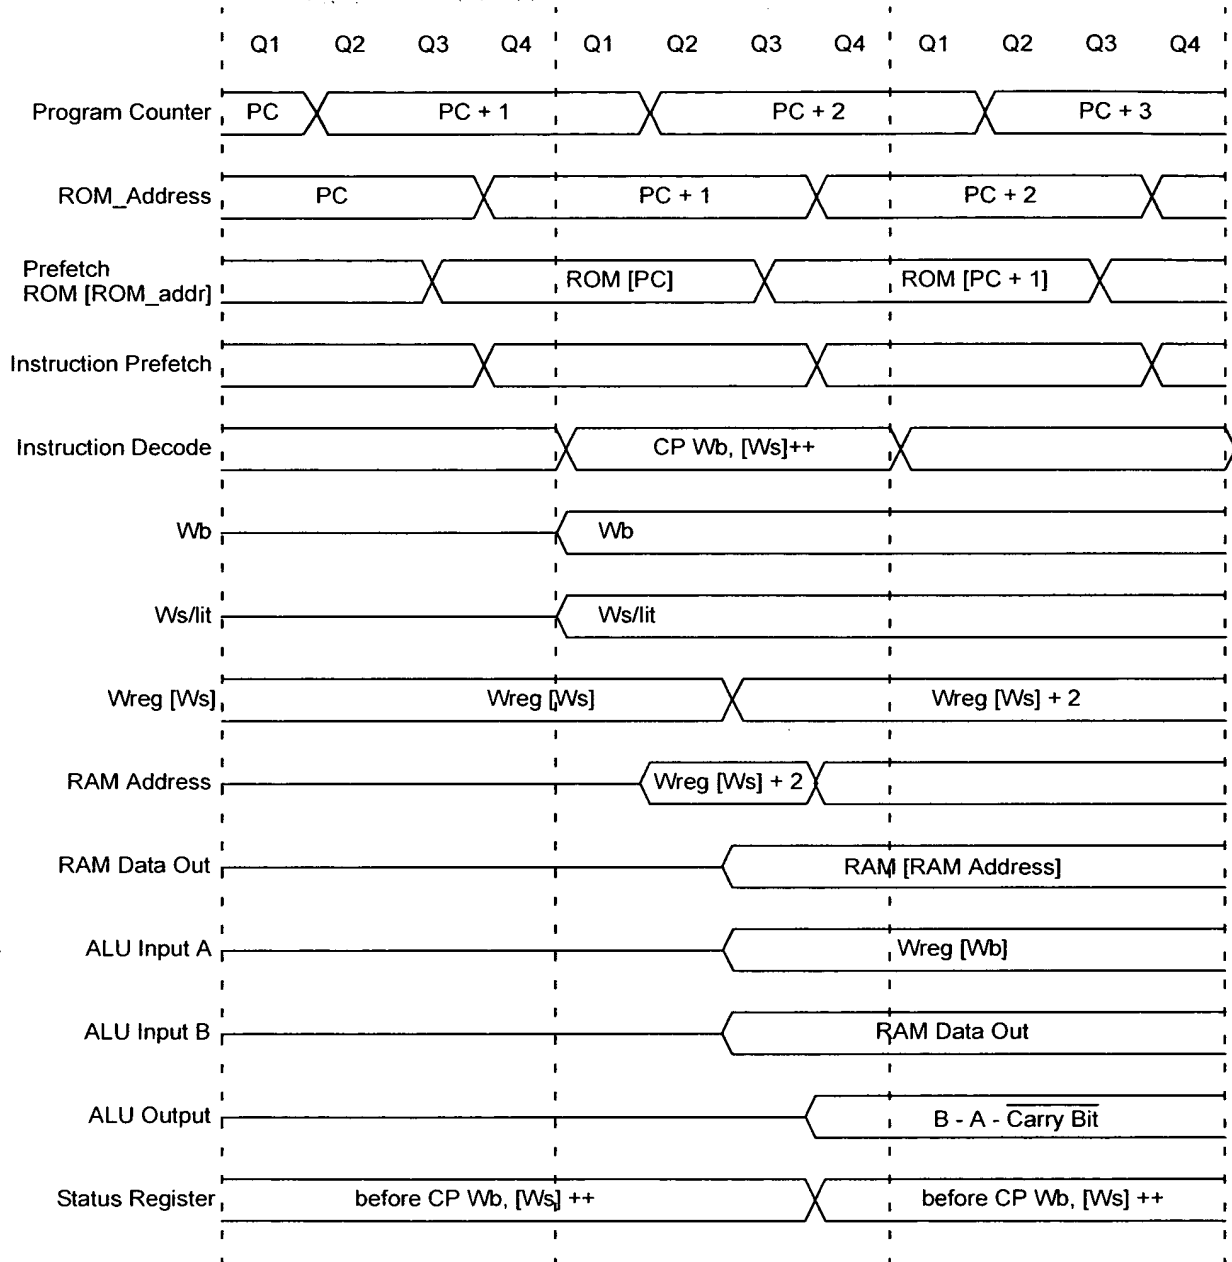 Q1 Q2 Q3 Q4 Q1 Q2 Q3 Q4 Q1 Q2 Q3 Q4
Program Counter PC PC + 1 PC + 2 PC + 3
ROM_Address PC PC + 1 PC + 2
Prefetch
ROM [ROM_addr] ROM [PC] ROM [PC + 1]
Instruction Prefetch
Instruction Decode CP Wb, [Ws]++
Wb Wb
Ws/lit Ws/lit
Wreg [Ws] Wreg [Ws] Wreg [Ws] + 2
RAM Address Wreg [Ws] + 2
RAM Data Out RAM [RAM Address]
ALU Input A Wreg [Wb]
ALU Input B RAM Data Out
ALU Output B - A - Carry Bit
Status Register before CP Wb, [Ws] ++ before CP Wb, [Ws] ++